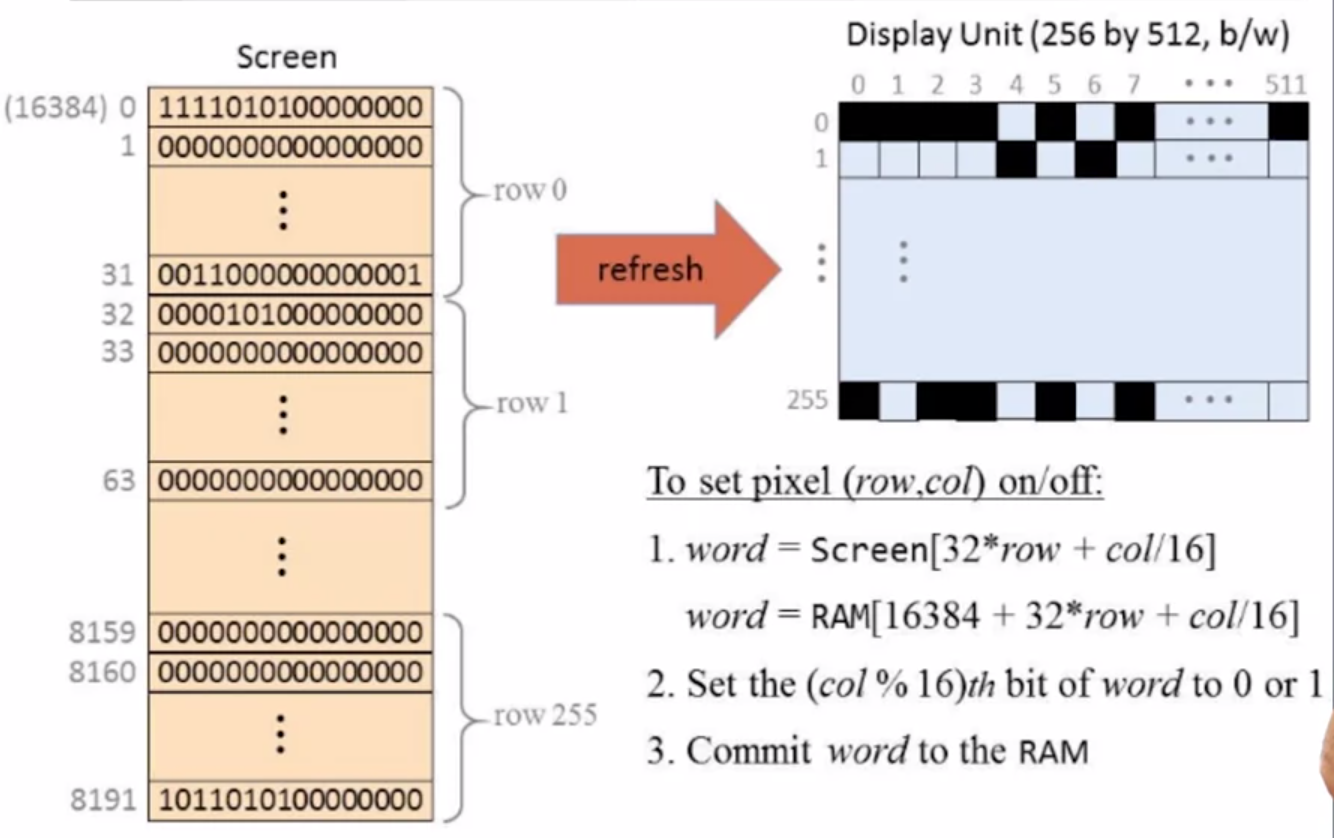 Screen
(16384) 0 1111010100000000
1 0000000000000000
31 0011000000000001
32 0000101000000000
33 0000000000000000
63 0000000000000000
8159 0000000000000000
8160 0000000000000000
8191 1011010100000000
row 0
row 1
row 255
refresh
Display Unit (256 by 512, b/w)
0 1 2 3 4 5 6 7 ... 511
0 ...
1 ...
255 ...
To set pixel (row,col) on/off:
1. word = Screen[32*row + col/16]
word = RAM[16384 + 32*row + col/16]
2. Set the (col % 16)th bit of word to 0 or 1
3. Commit word to the RAM